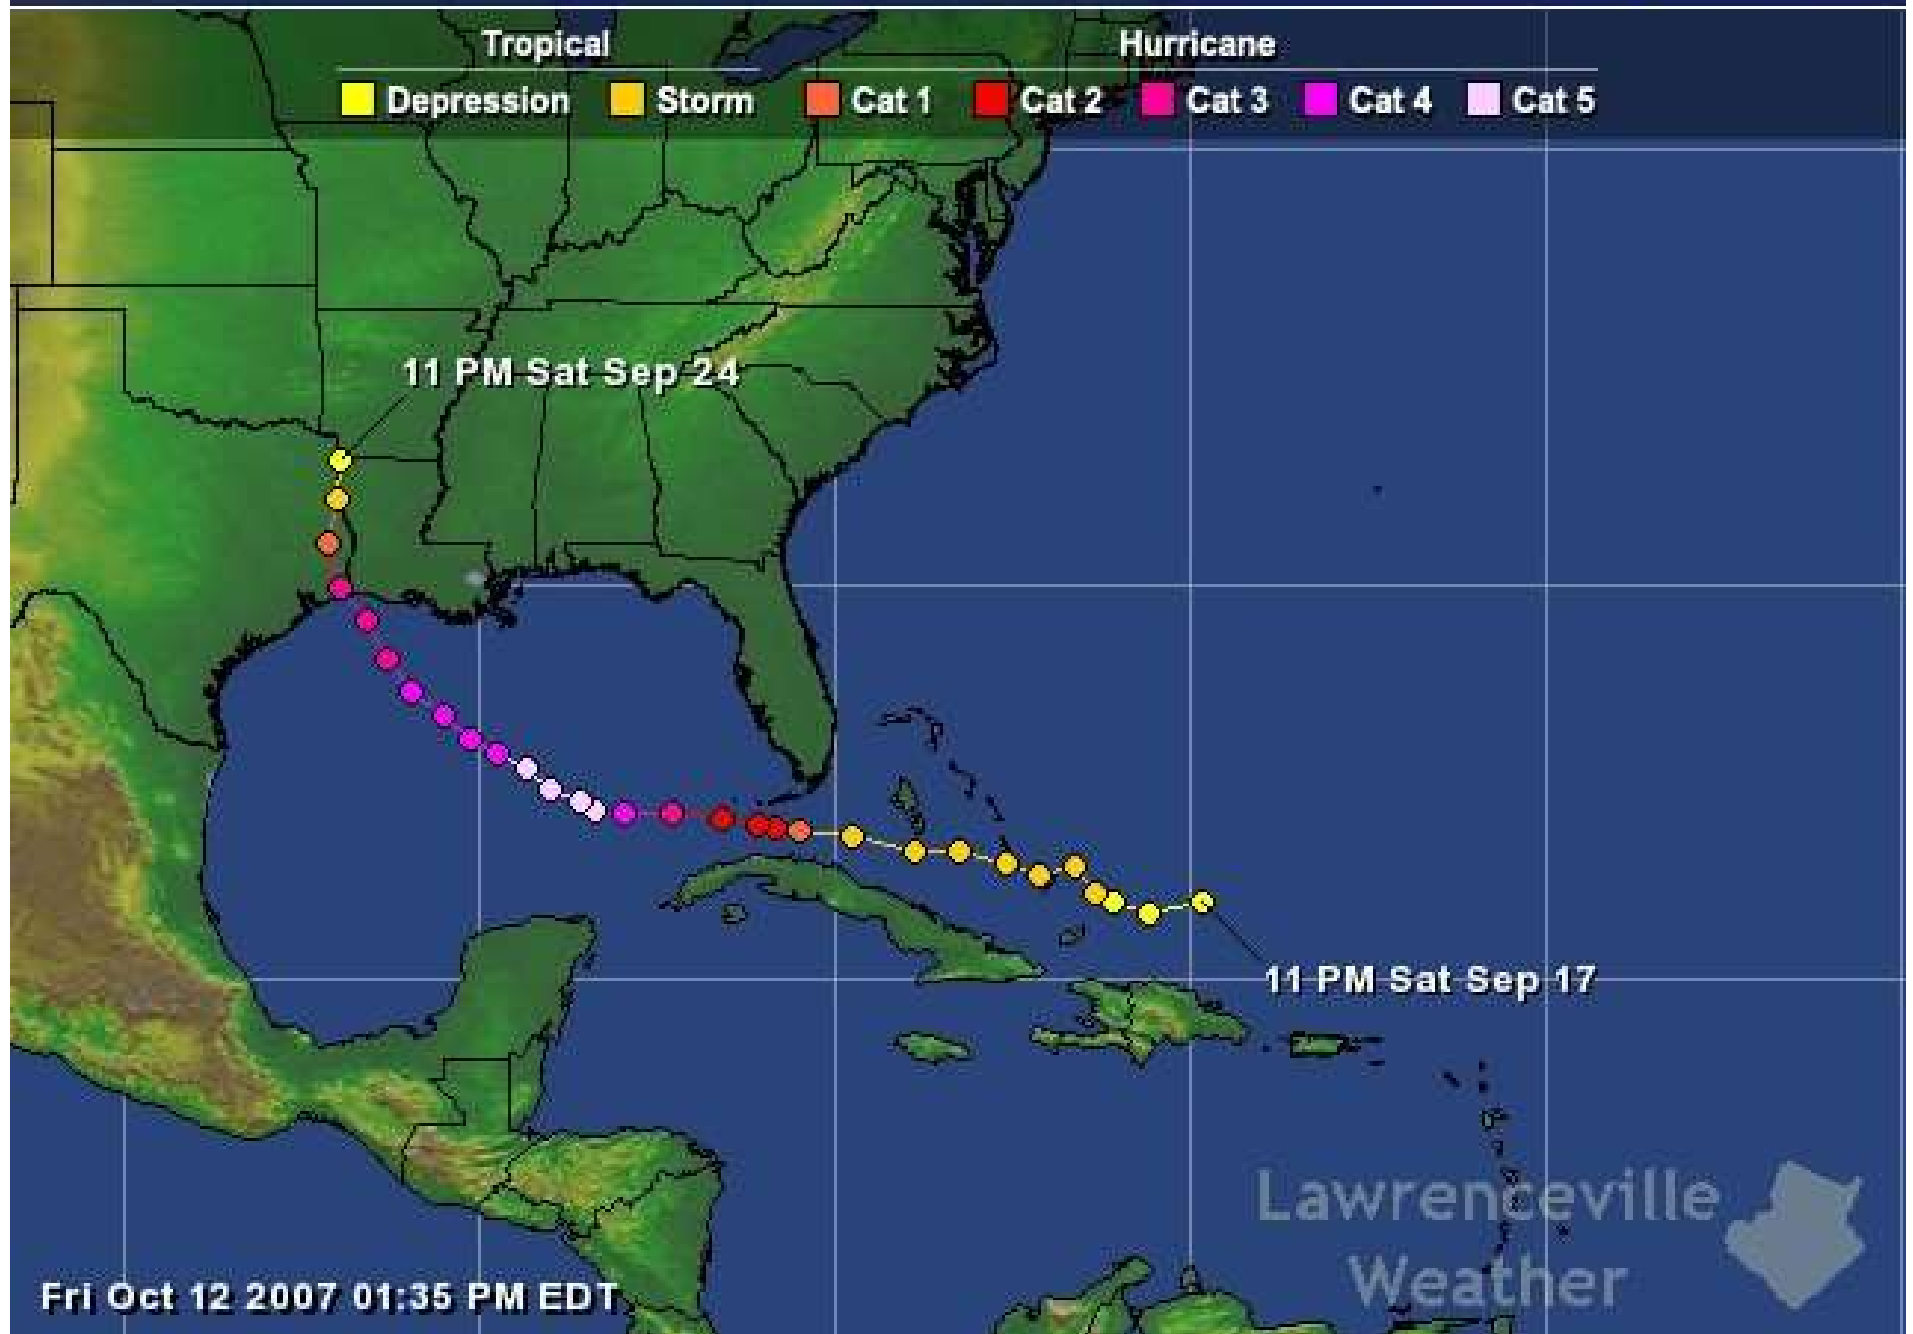 Tropical Hurricane
Depression Storm Cat 1 Cat 2 Cat 3 Cat 4 Cat 5
11 PM Sat Sep 24
11 PM Sat Sep 17
Lawrenceville
Weather
Fri Oct 12 2007 01:35 PM EDT